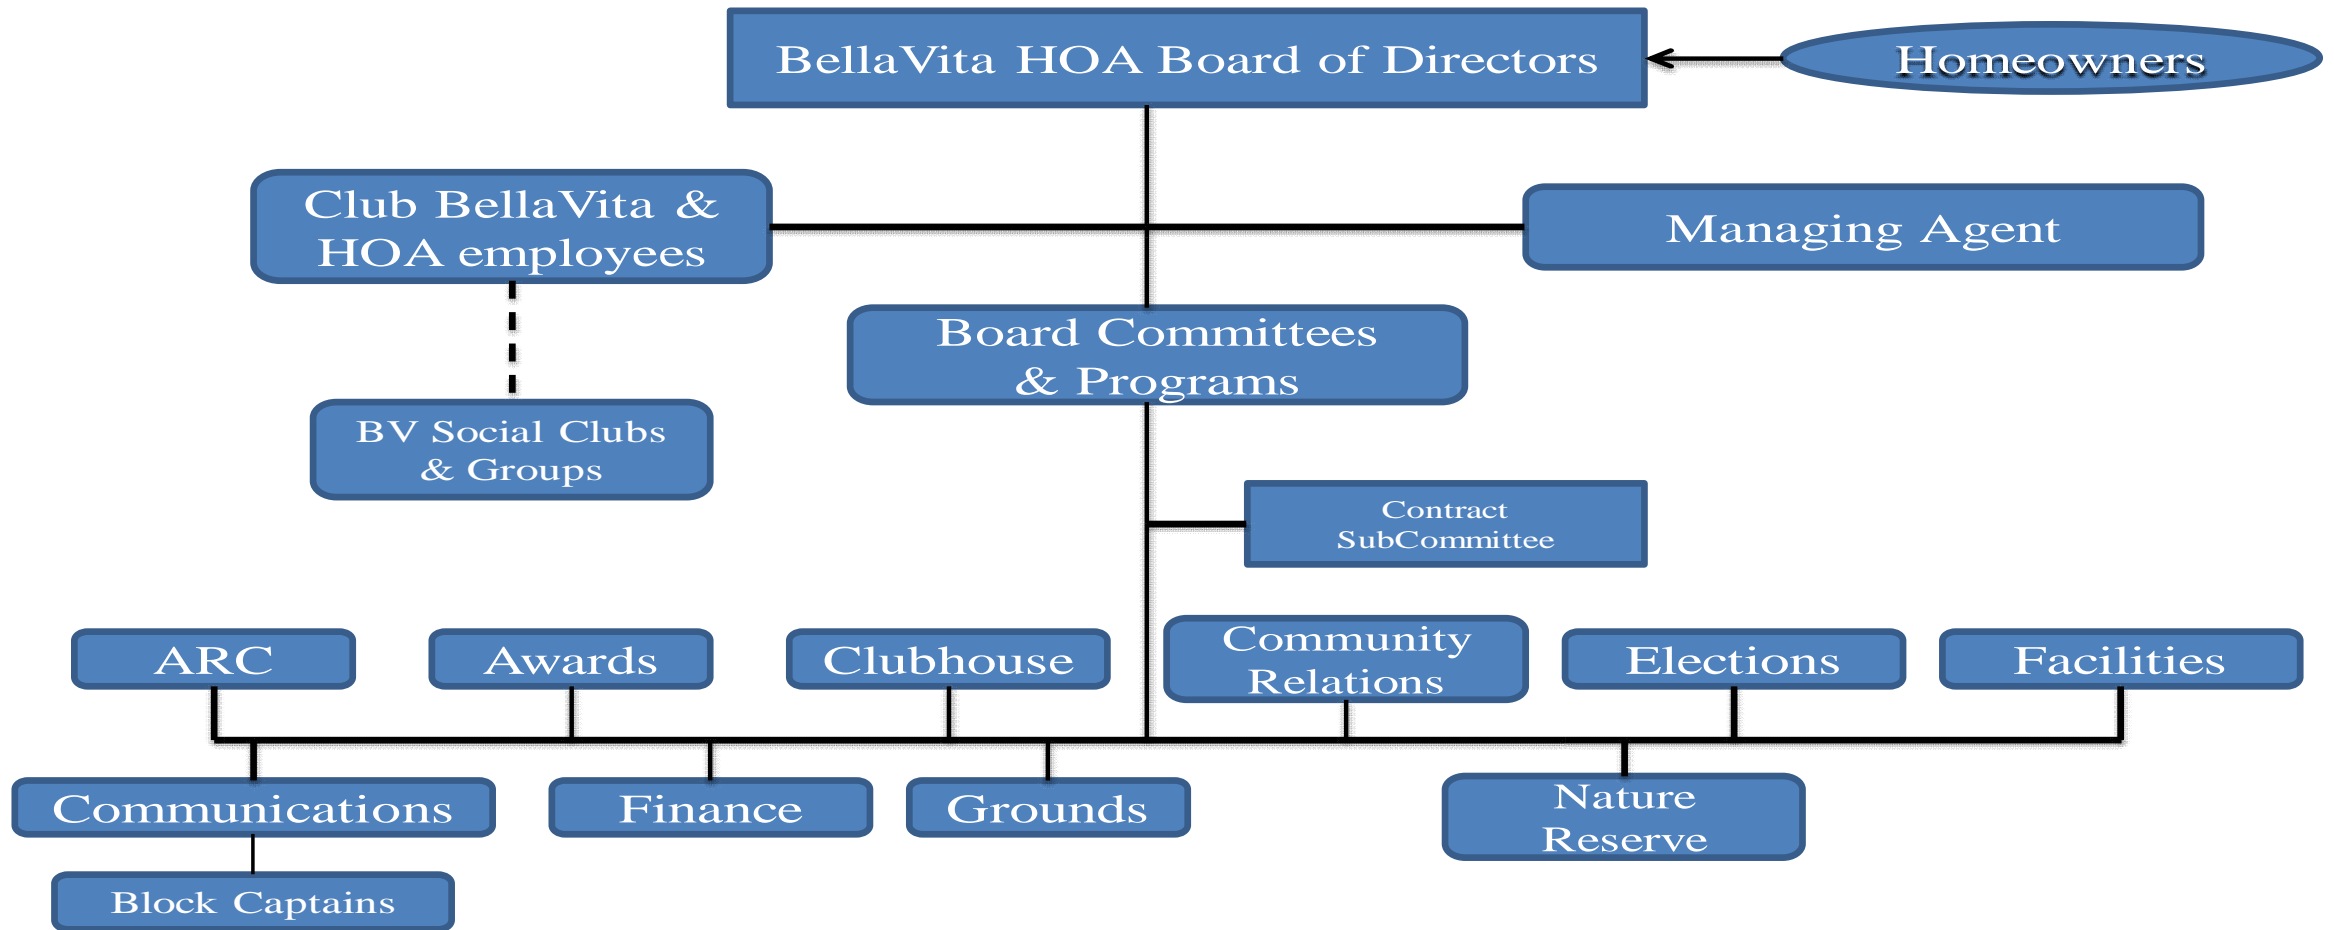 BellaVita HOA Board of Directors
Homeowners
Club BellaVita &
HOA employees
Managing Agent
Board Committees
& Programs
BV Social Clubs
& Groups
Contract
SubCommittee
ARC
Awards
Clubhouse
Community
Relations
Elections
Facilities
Communications
Finance
Grounds
Nature
Reserve
Block Captains